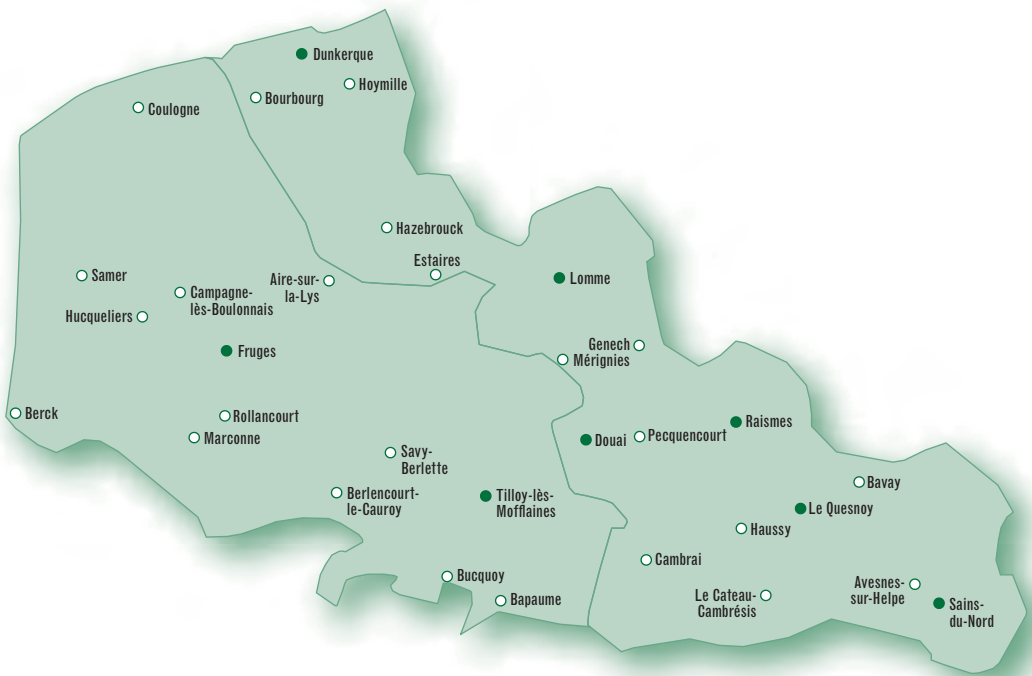 Dunkerque
Hoymille
Bourbourg
Coulogne
Hazebrouck
Estaires
Samer
Aire-sur-
la-Lys
Lomme
Campagne-
lès-Boulonnais
Hucqueliers
Genech
Mérignies
Fruges
Berck
Rollancourt
Marconne
Raismes
Douai
Pecquencourt
Savy-
Berlette
Bavay
Berlencourt-
le-Cauroy
Tilloy-lès-
Mofflaines
Le Quesnoy
Haussy
Cambrai
Bucquoy
Avesnes-
sur-Helpe
Le Cateau-
Cambrésis
Bapaume
Sains-
du-Nord